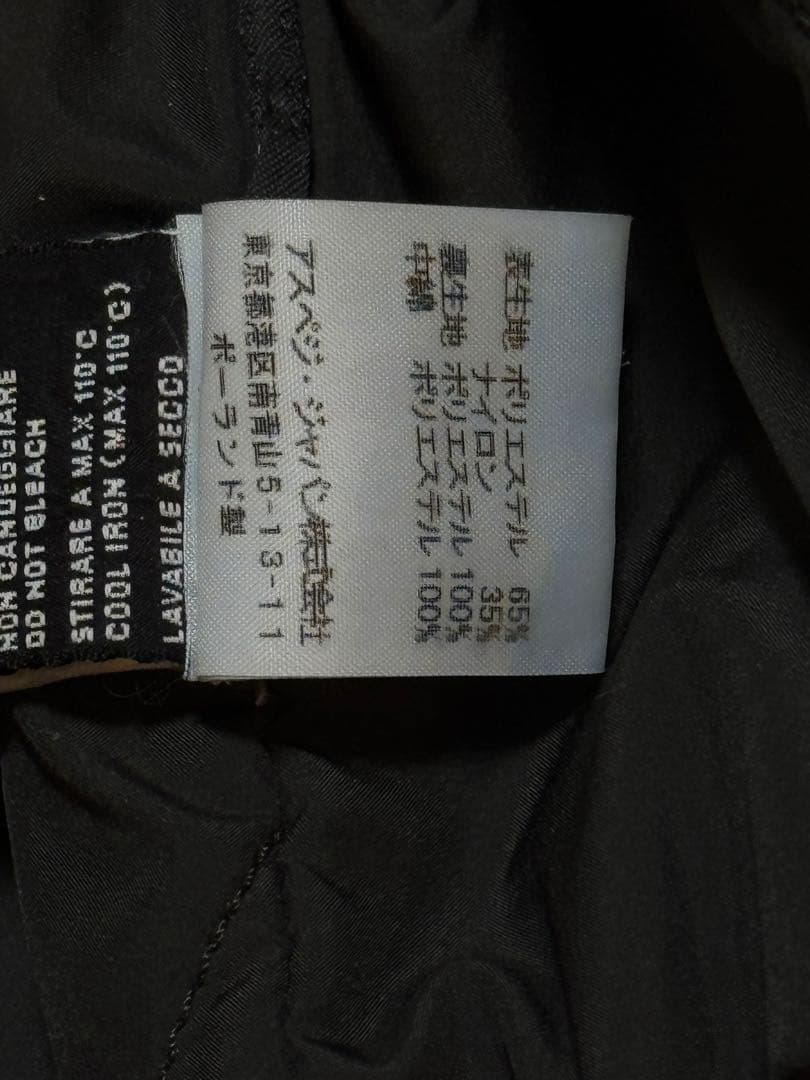 表生地 ポリエステル 65%
ナイロン 35%
裏生地 ポリエステル 100%
中綿 ポリエステル 100%
アスペジ・ジャパン株式会社
東京都港区南青山5-13-11
ポーランド製
NON CANDEGGIARE
DO NOT BLEACH
STIRARE A MAX 110°C
COOL IRON (MAX 110°C)
LAVABILE A SECCO